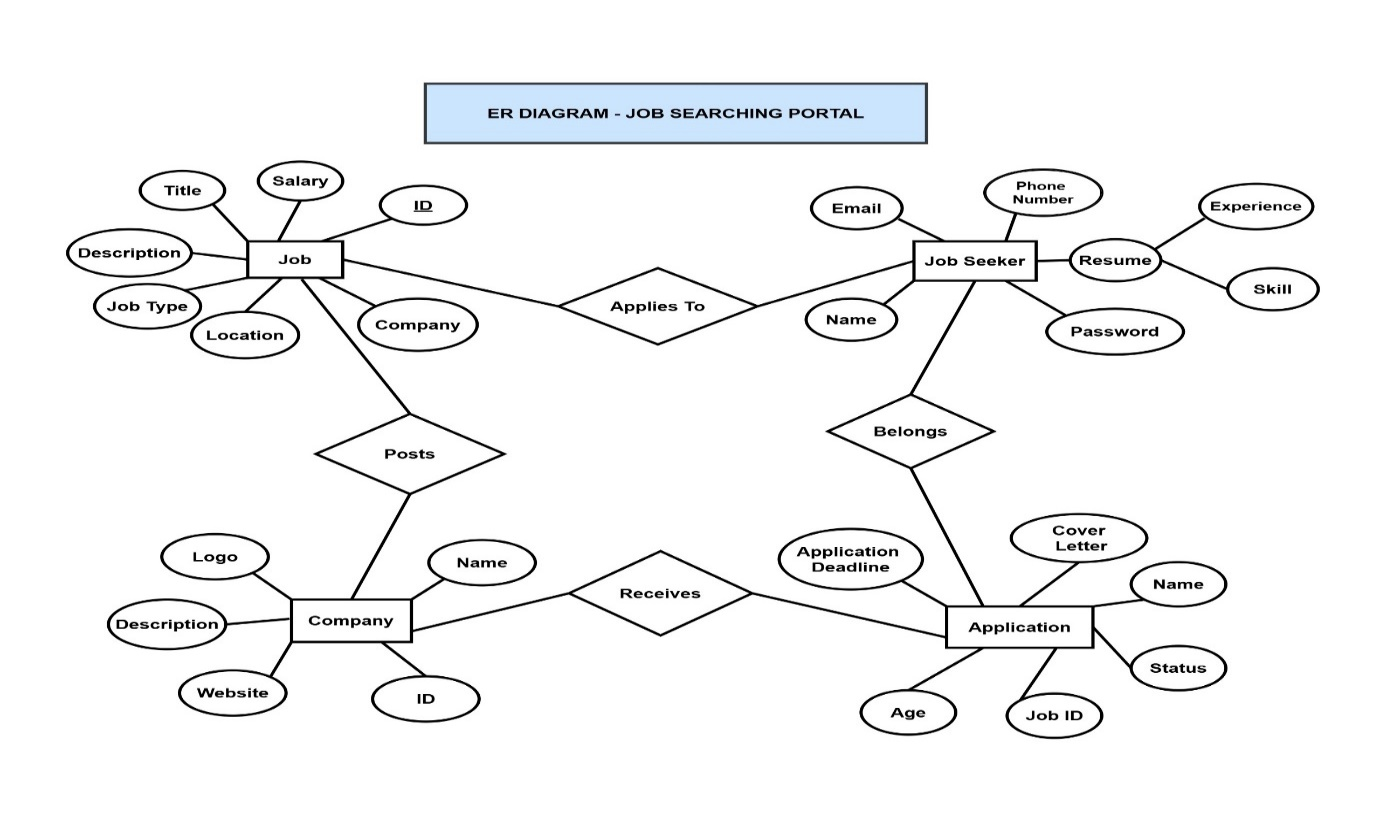 ER DIAGRAM - JOB SEARCHING PORTAL
Title
Salary
ID
Description
Job
Job Type
Location
Company
Applies To
Email
Phone
Number
Experience
Job Seeker
Resume
Skill
Name
Password
Posts
Belongs
Logo
Name
Description
Company
Website
ID
Receives
Application
Deadline
Cover
Letter
Name
Application
Status
Age
Job ID